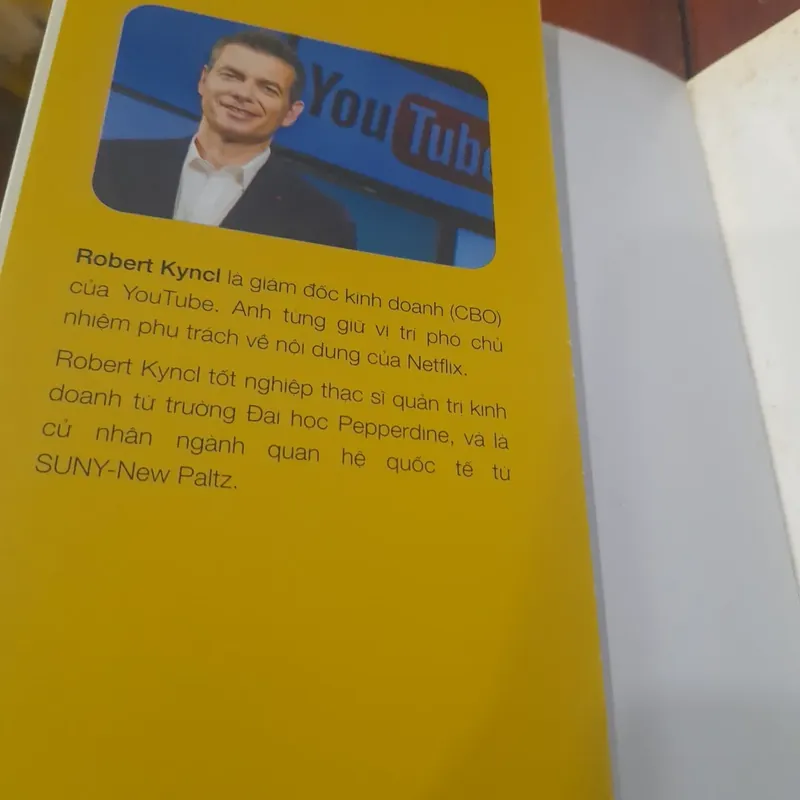 YouTube
Robert Kyncl là giám đốc kinh doanh (CBO)
của YouTube. Anh từng giữ vị trí phó chủ
nhiệm phụ trách về nội dung của Netflix.
Robert Kyncl tốt nghiệp thạc sĩ quản trị kinh
doanh từ trường Đại học Pepperdine, và là
cử nhân ngành quan hệ quốc tế từ
SUNY-New Paltz.